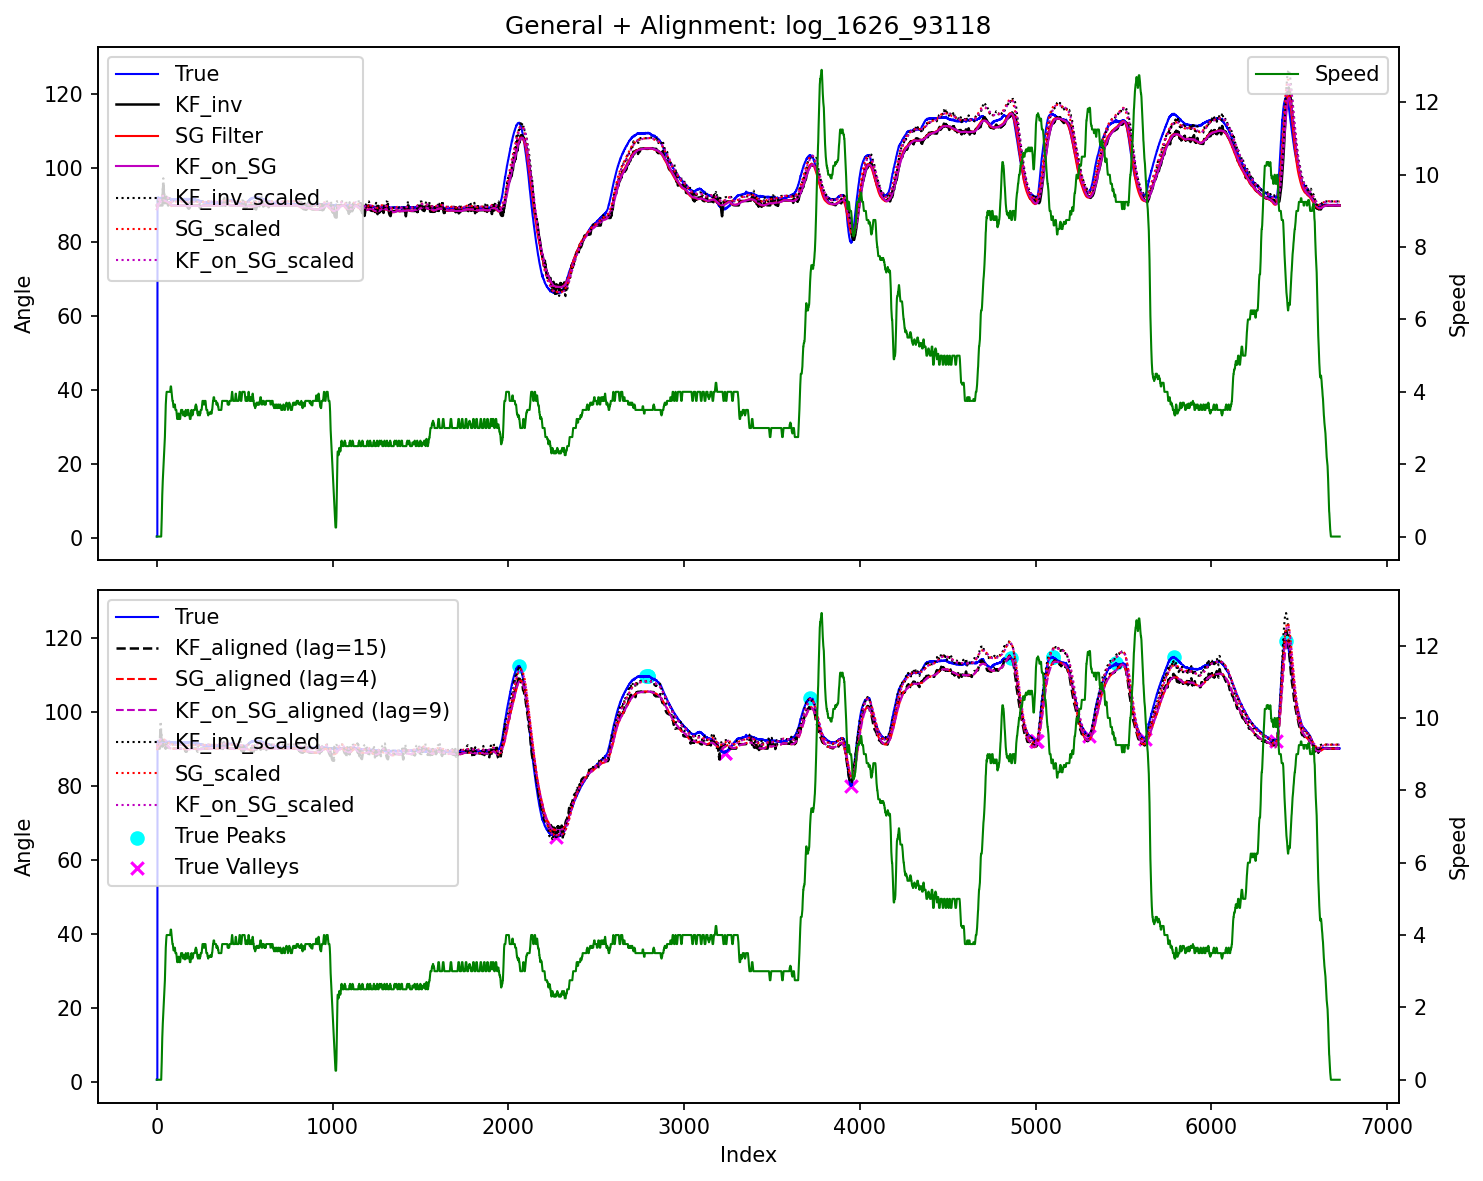 General + Alignment: log_1626_93118
True
KF_inv
SG Filter
KF_on_SG
KF_inv_scaled
SG_scaled
KF_on_SG_scaled
Speed
120
100
80
60
40
20
0
Angle
12
10
8
6
4
2
0
Speed
True
KF_aligned (lag=15)
SG_aligned (lag=4)
KF_on_SG_aligned (lag=9)
KF_inv_scaled
SG_scaled
KF_on_SG_scaled
True Peaks
True Valleys
120
100
80
60
40
20
0
Angle
12
10
8
6
4
2
0
Speed
0 1000 2000 3000 4000 5000 6000 7000
Index